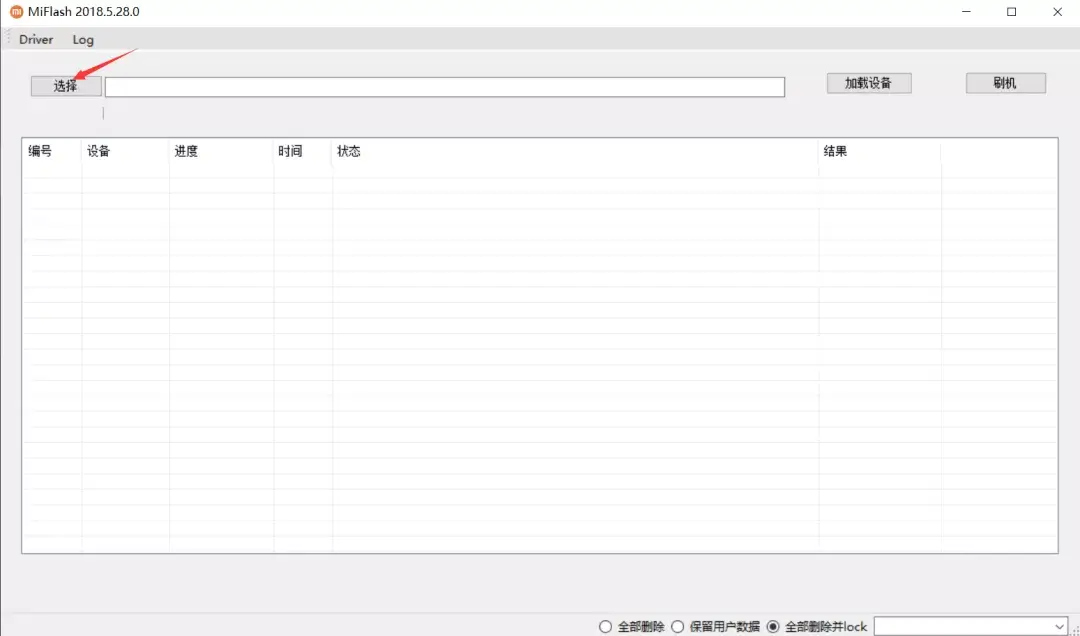 MiFlash 2018.5.28.0
Driver Log
选择 加载设备 刷机
编号 设备 进度 时间 状态 结果
全部删除 保留用户数据 全部删除并lock